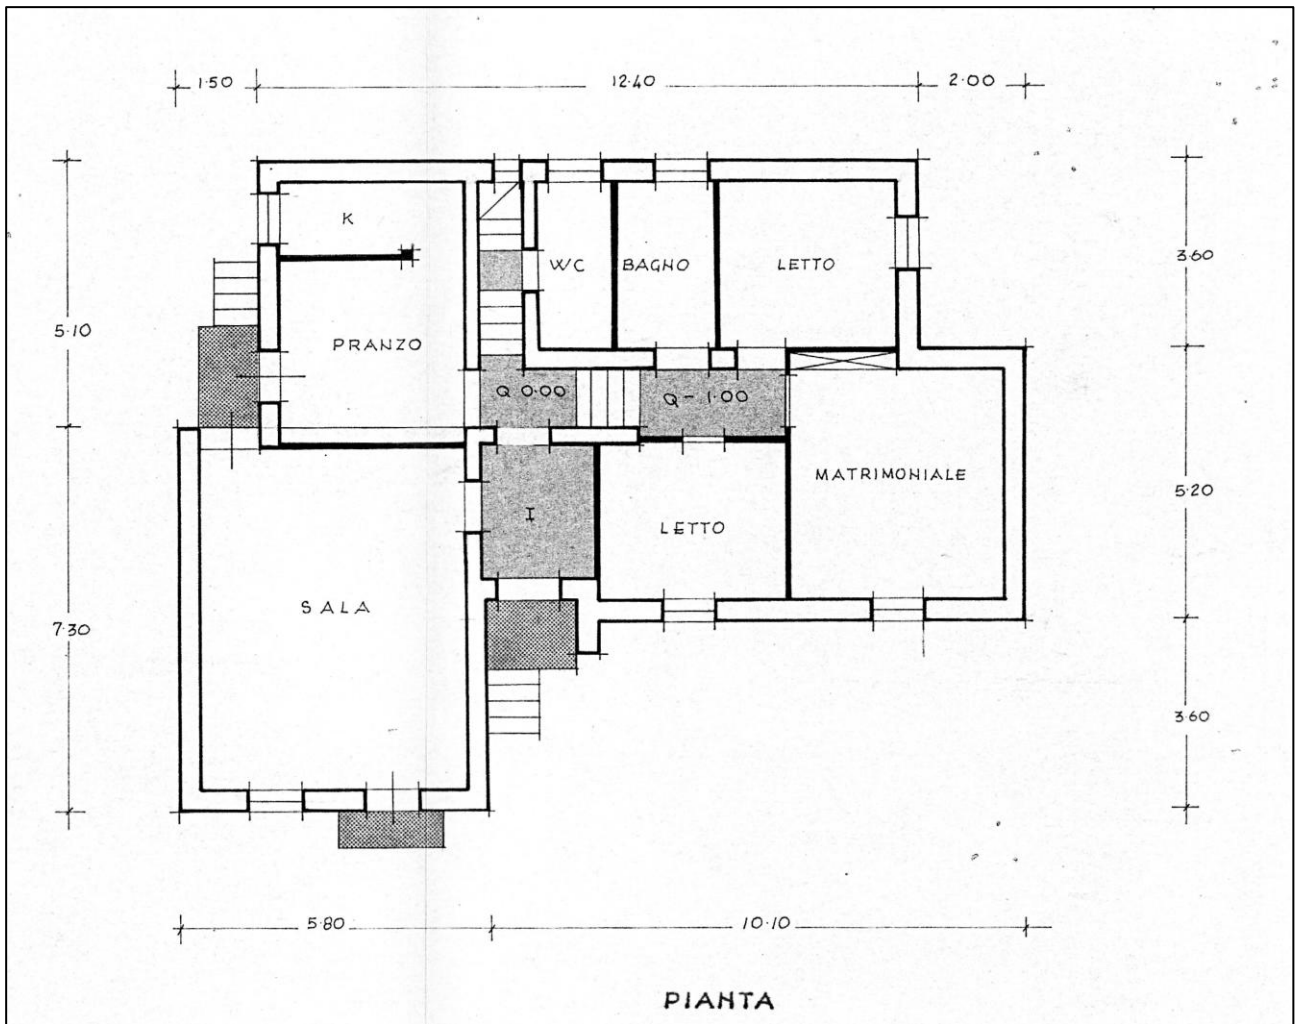 1·50
12·40
2·00
K
WC
BAGNO
LETTO
3·60
5·10
PRANZO
Q 0·00
Q - 1·00
MATRIMONIALE
5·20
I
LETTO
SALA
7·30
3·60
5·80
10·10
PIANTA